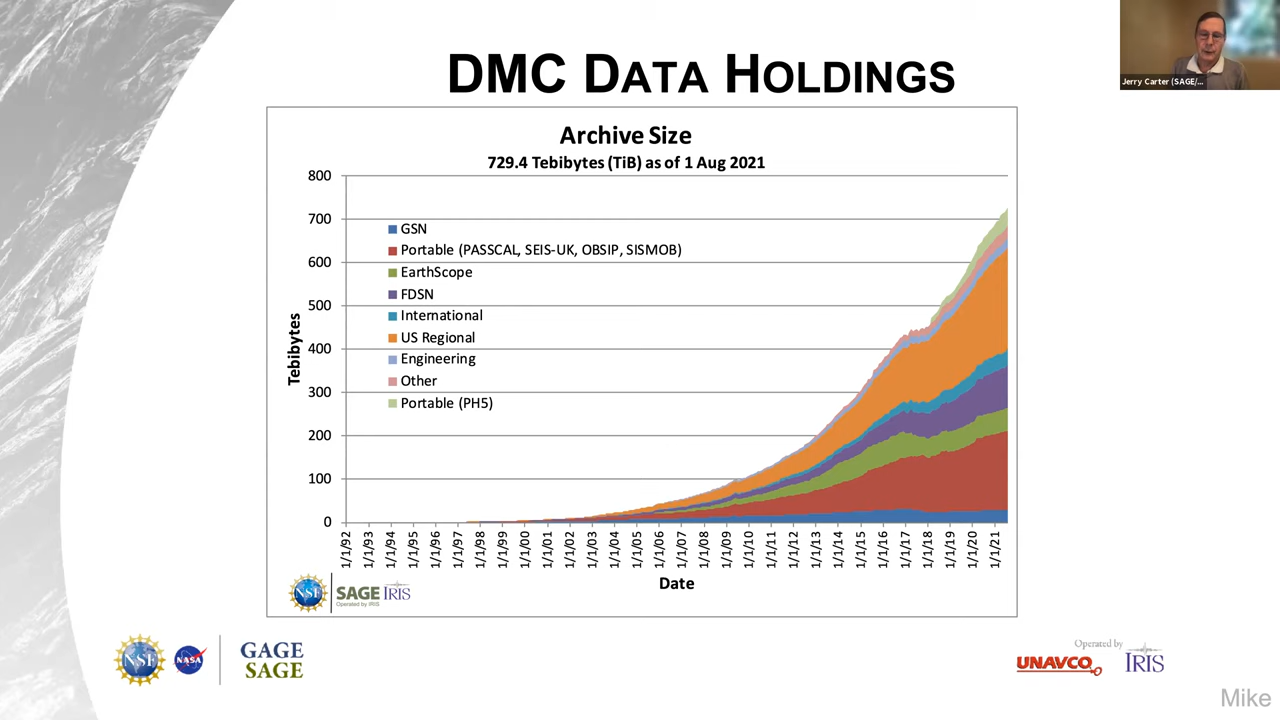 DMC DATA HOLDINGS
Jerry Carter (SAGE/...
Archive Size
729.4 Tebibytes (TiB) as of 1 Aug 2021
800
700
600
500
400
300
200
100
0
Tebibytes
GSN
Portable (PASSCAL, SEIS-UK, OBSIP, SISMOB)
EarthScope
FDSN
International
US Regional
Engineering
Other
Portable (PH5)
1/1/92
1/1/93
1/1/94
1/1/95
1/1/96
1/1/97
1/1/98
1/1/99
1/1/00
1/1/01
1/1/02
1/1/03
1/1/04
1/1/05
1/1/06
1/1/07
1/1/08
1/1/09
1/1/10
1/1/11
1/1/12
1/1/13
1/1/14
1/1/15
1/1/16
1/1/17
1/1/18
1/1/19
1/1/20
1/1/21
Date
NSF
SAGE IRIS
Operated by IRIS
NSF
NASA
GAGE
SAGE
Operated by
UNAVCO
IRIS
Mike